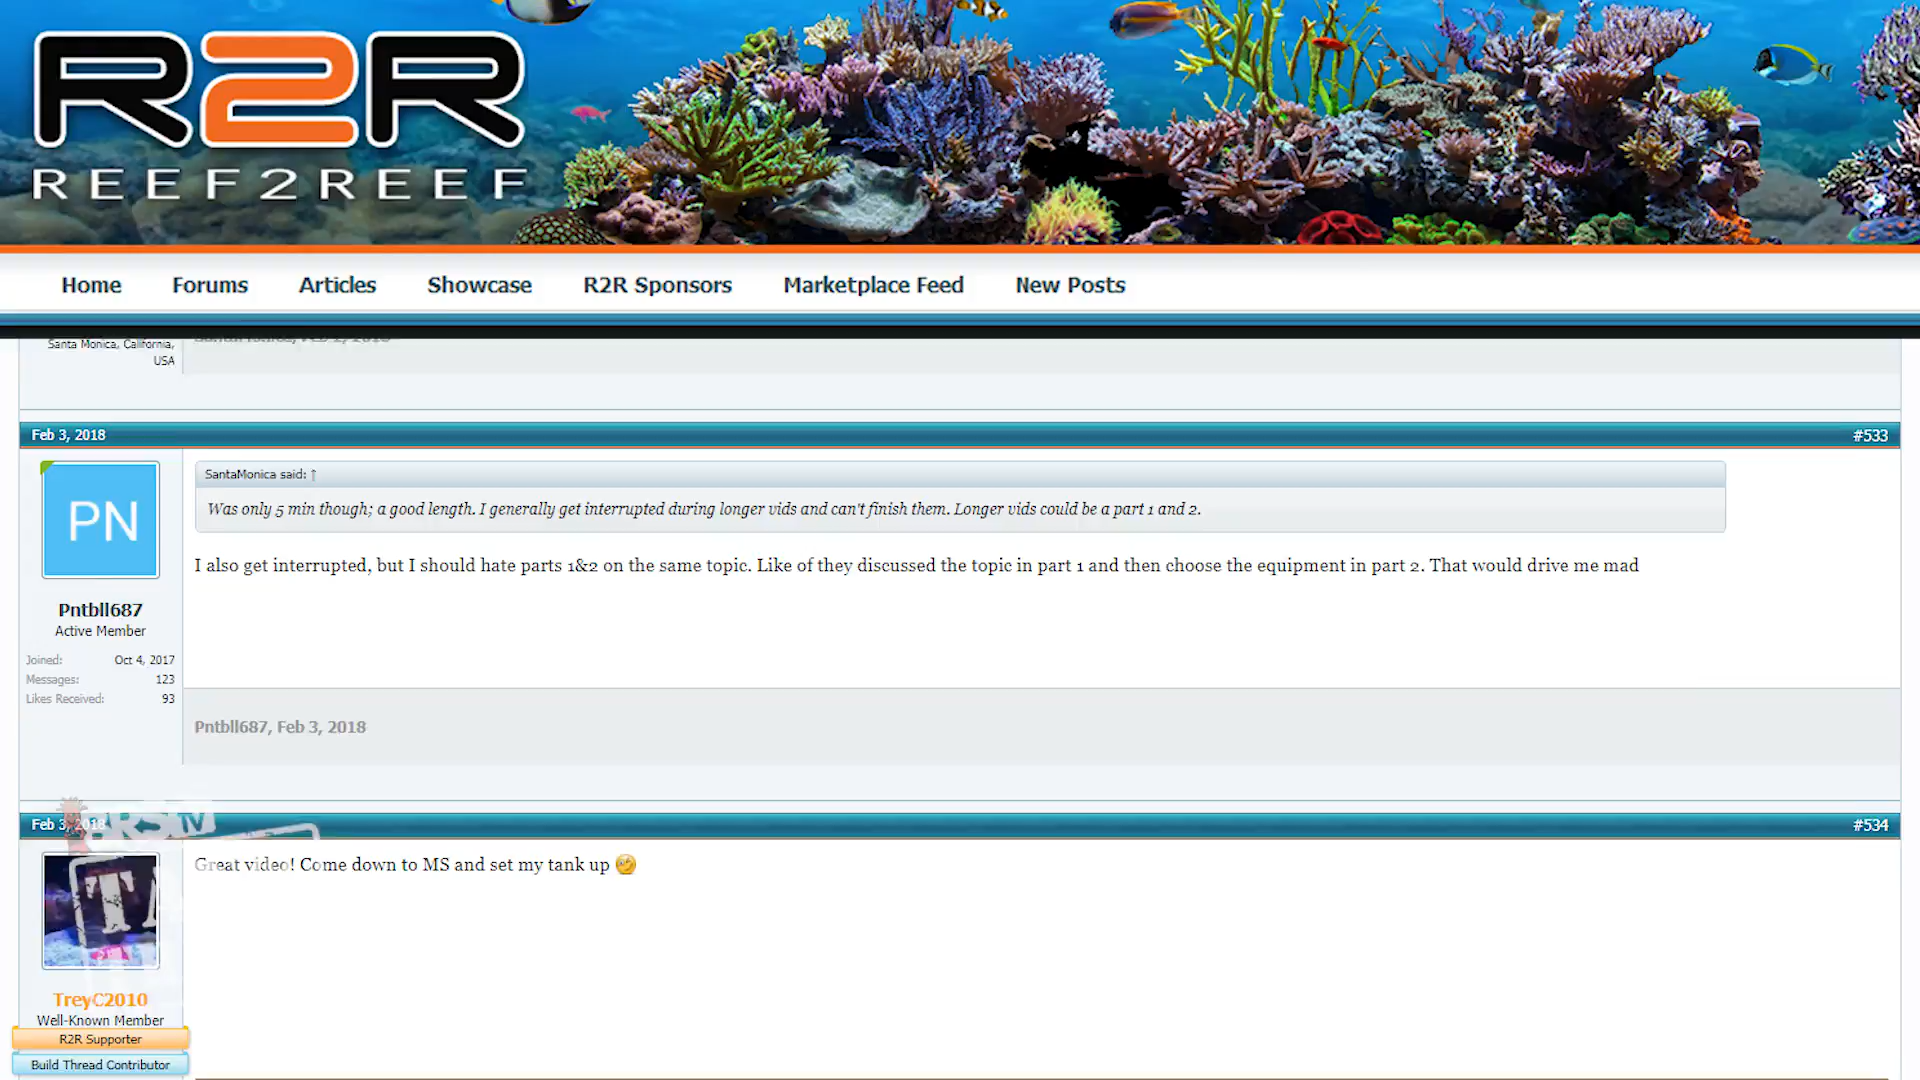 R2R
REEF2REEF
Home Forums Articles Showcase R2R Sponsors Marketplace Feed New Posts
Santa Monica, California,
USA
Feb 3, 2018 #533
PN
SantaMonica said: ↑
Was only 5 min though; a good length. I generally get interrupted during longer vids and can't finish them. Longer vids could be a part 1 and 2.
I also get interrupted, but I should hate parts 1&2 on the same topic. Like of they discussed the topic in part 1 and then choose the equipment in part 2. That would drive me mad
Pntbll687
Active Member
Joined: Oct 4, 2017
Messages: 123
Likes Received: 93
Pntbll687, Feb 3, 2018
Feb 3, 2018 #534
BRStv
Great video! Come down to MS and set my tank up
TreyC2010
Well-Known Member
R2R Supporter
Build Thread Contributor